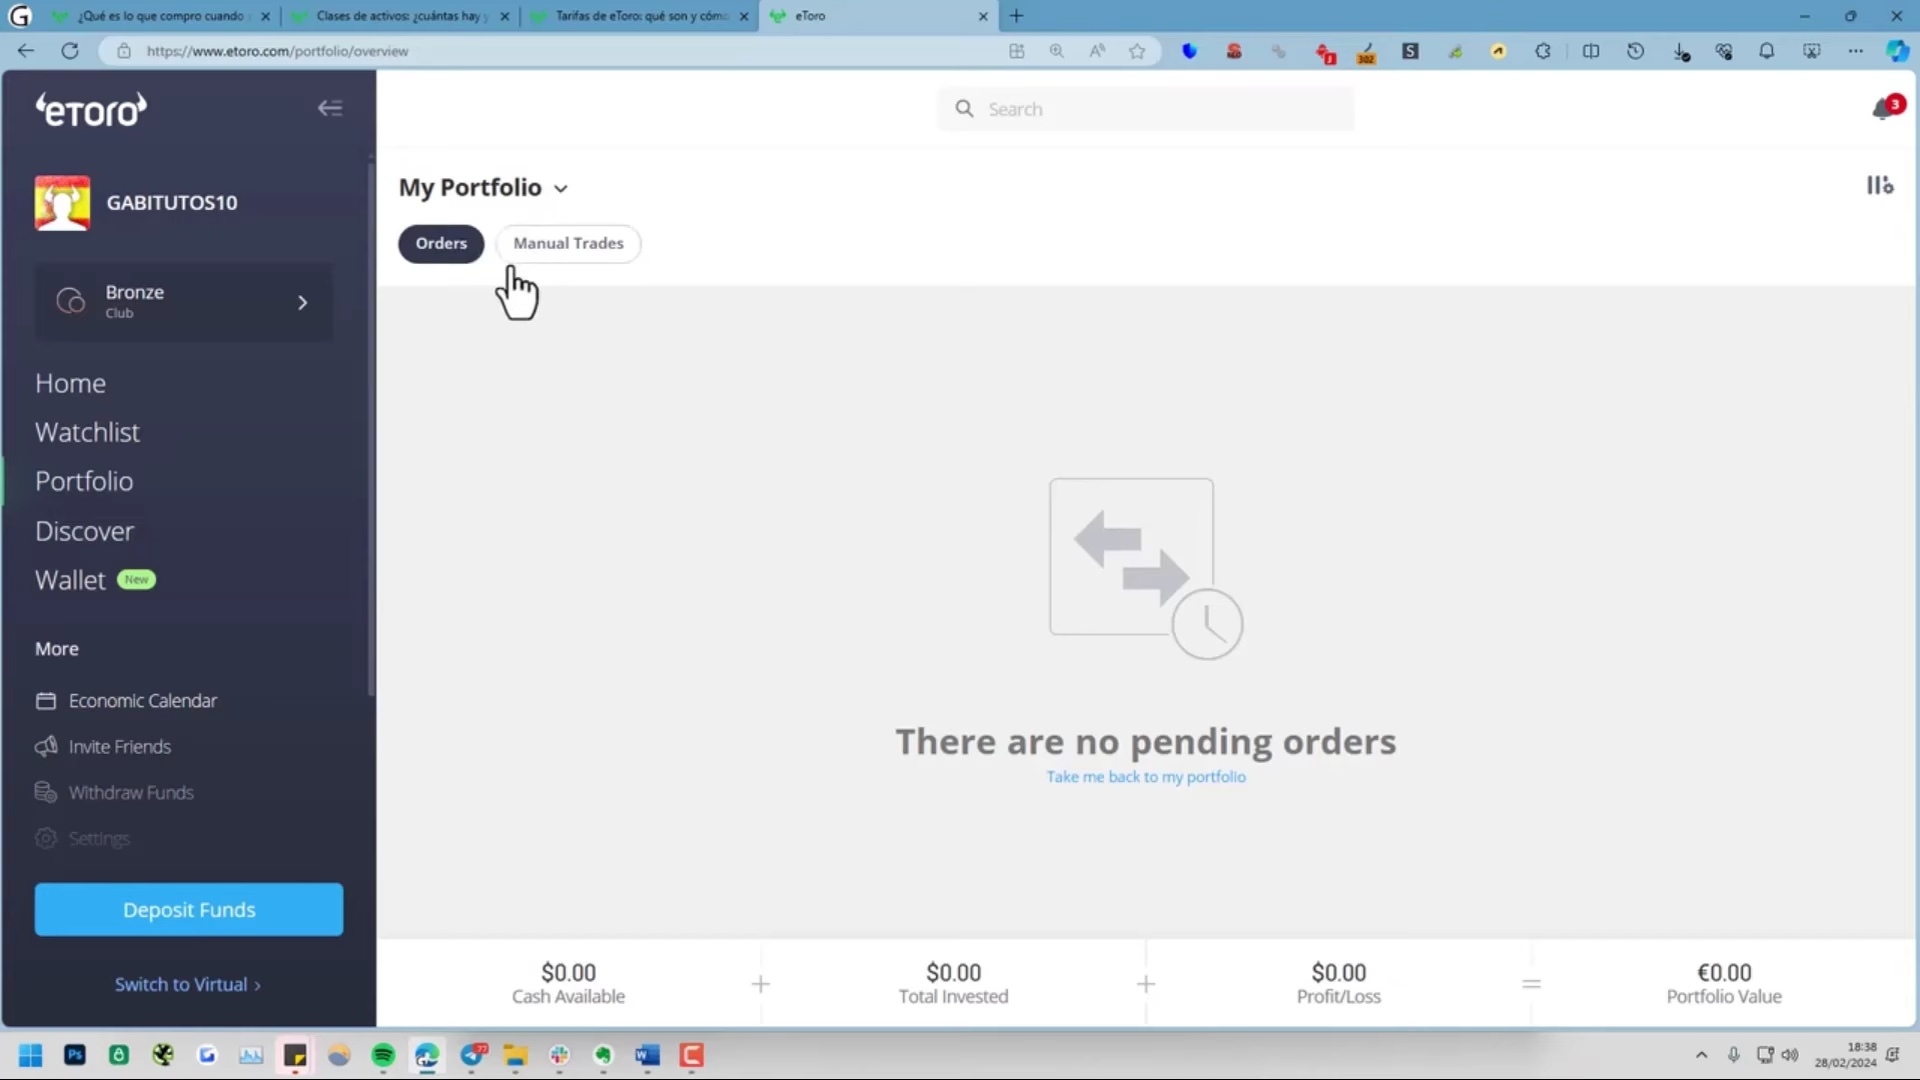 ¿Qué es lo que compro cuando
Clases de activos: ¿cuántas hay y
Tarifas de eToro: qué son y cómo
eToro
https://www.etoro.com/portfolio/overview
302
eToro
Search
3
GABITUTOS10
My Portfolio
Orders
Manual Trades
Bronze
Club
Home
Watchlist
Portfolio
Discover
Wallet New
More
Economic Calendar
Invite Friends
Withdraw Funds
Settings
Deposit Funds
Switch to Virtual
There are no pending orders
Take me back to my portfolio
$0.00
Cash Available
+
$0.00
Total Invested
+
$0.00
Profit/Loss
=
€0.00
Portfolio Value
18:38
28/02/2024